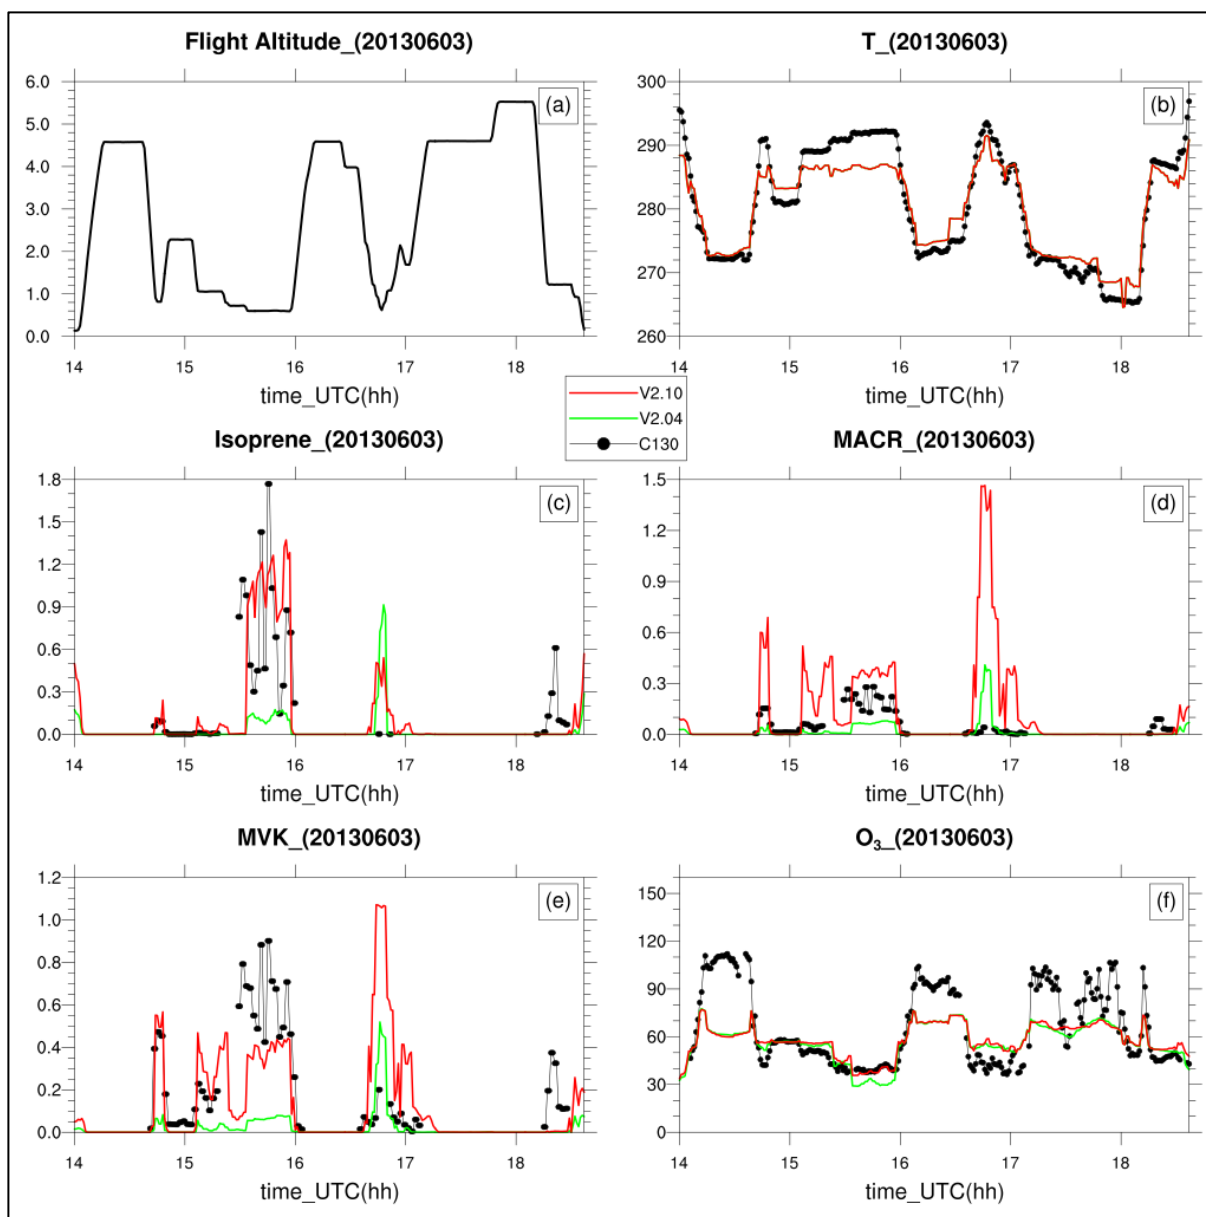 Flight Altitude_(20130603)
T_(20130603)
(a)
(b)
6.0
5.0
4.0
3.0
2.0
1.0
0.0
300
290
280
270
260
14 15 16 17 18
14 15 16 17 18
time_UTC(hh)
time_UTC(hh)
V2.10
V2.04
C130
Isoprene_(20130603)
MACR_(20130603)
(c)
(d)
1.8
1.5
1.2
0.9
0.6
0.3
0.0
1.5
1.2
0.9
0.6
0.3
0.0
14 15 16 17 18
14 15 16 17 18
time_UTC(hh)
time_UTC(hh)
MVK_(20130603)
O₃_(20130603)
(e)
(f)
1.2
1.0
0.8
0.6
0.4
0.2
0.0
150
120
90
60
30
0
14 15 16 17 18
14 15 16 17 18
time_UTC(hh)
time_UTC(hh)